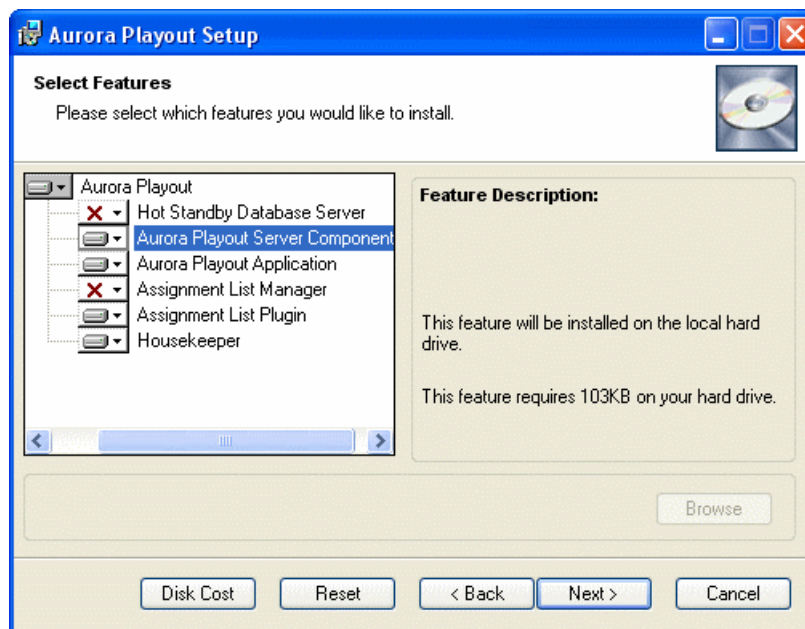 Aurora Playout Setup
Select Features
Please select which features you would like to install.
Aurora Playout
Hot Standby Database Server
Aurora Playout Server Component
Aurora Playout Application
Assignment List Manager
Assignment List Plugin
Housekeeper
Feature Description:
This feature will be installed on the local hard
drive.
This feature requires 103KB on your hard drive.
Browse
Disk Cost
Reset
< Back
Next >
Cancel